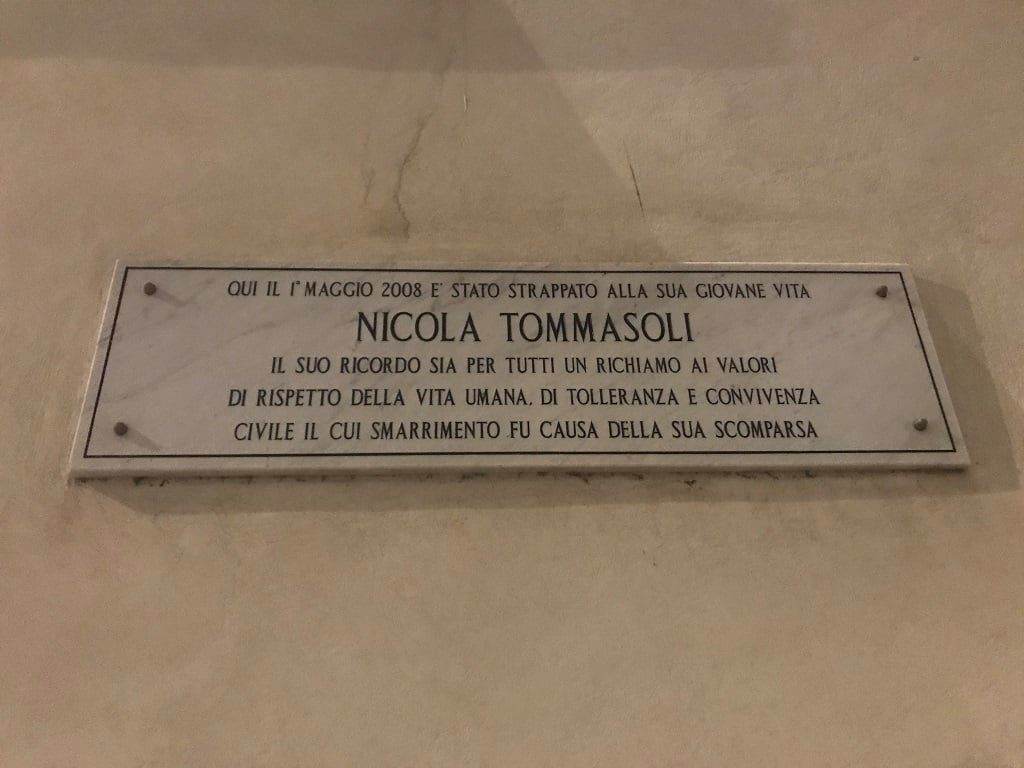 QUI IL 1° MAGGIO 2008 E' STATO STRAPPATO ALLA SUA GIOVANE VITA
NICOLA TOMMASOLI
IL SUO RICORDO SIA PER TUTTI UN RICHIAMO AI VALORI
DI RISPETTO DELLA VITA UMANA, DI TOLLERANZA E CONVIVENZA
CIVILE IL CUI SMARRIMENTO FU CAUSA DELLA SUA SCOMPARSA